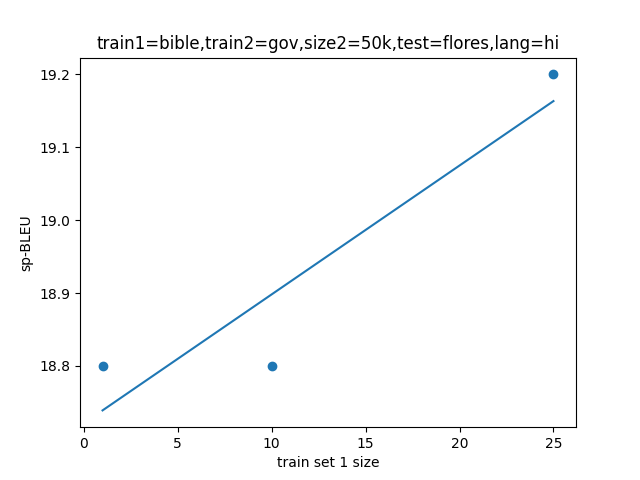 train1=bible,train2=gov,size2=50k,test=flores,lang=hi
19.2
19.1
19.0
18.9
18.8
sp-BLEU
0 5 10 15 20 25
train set 1 size